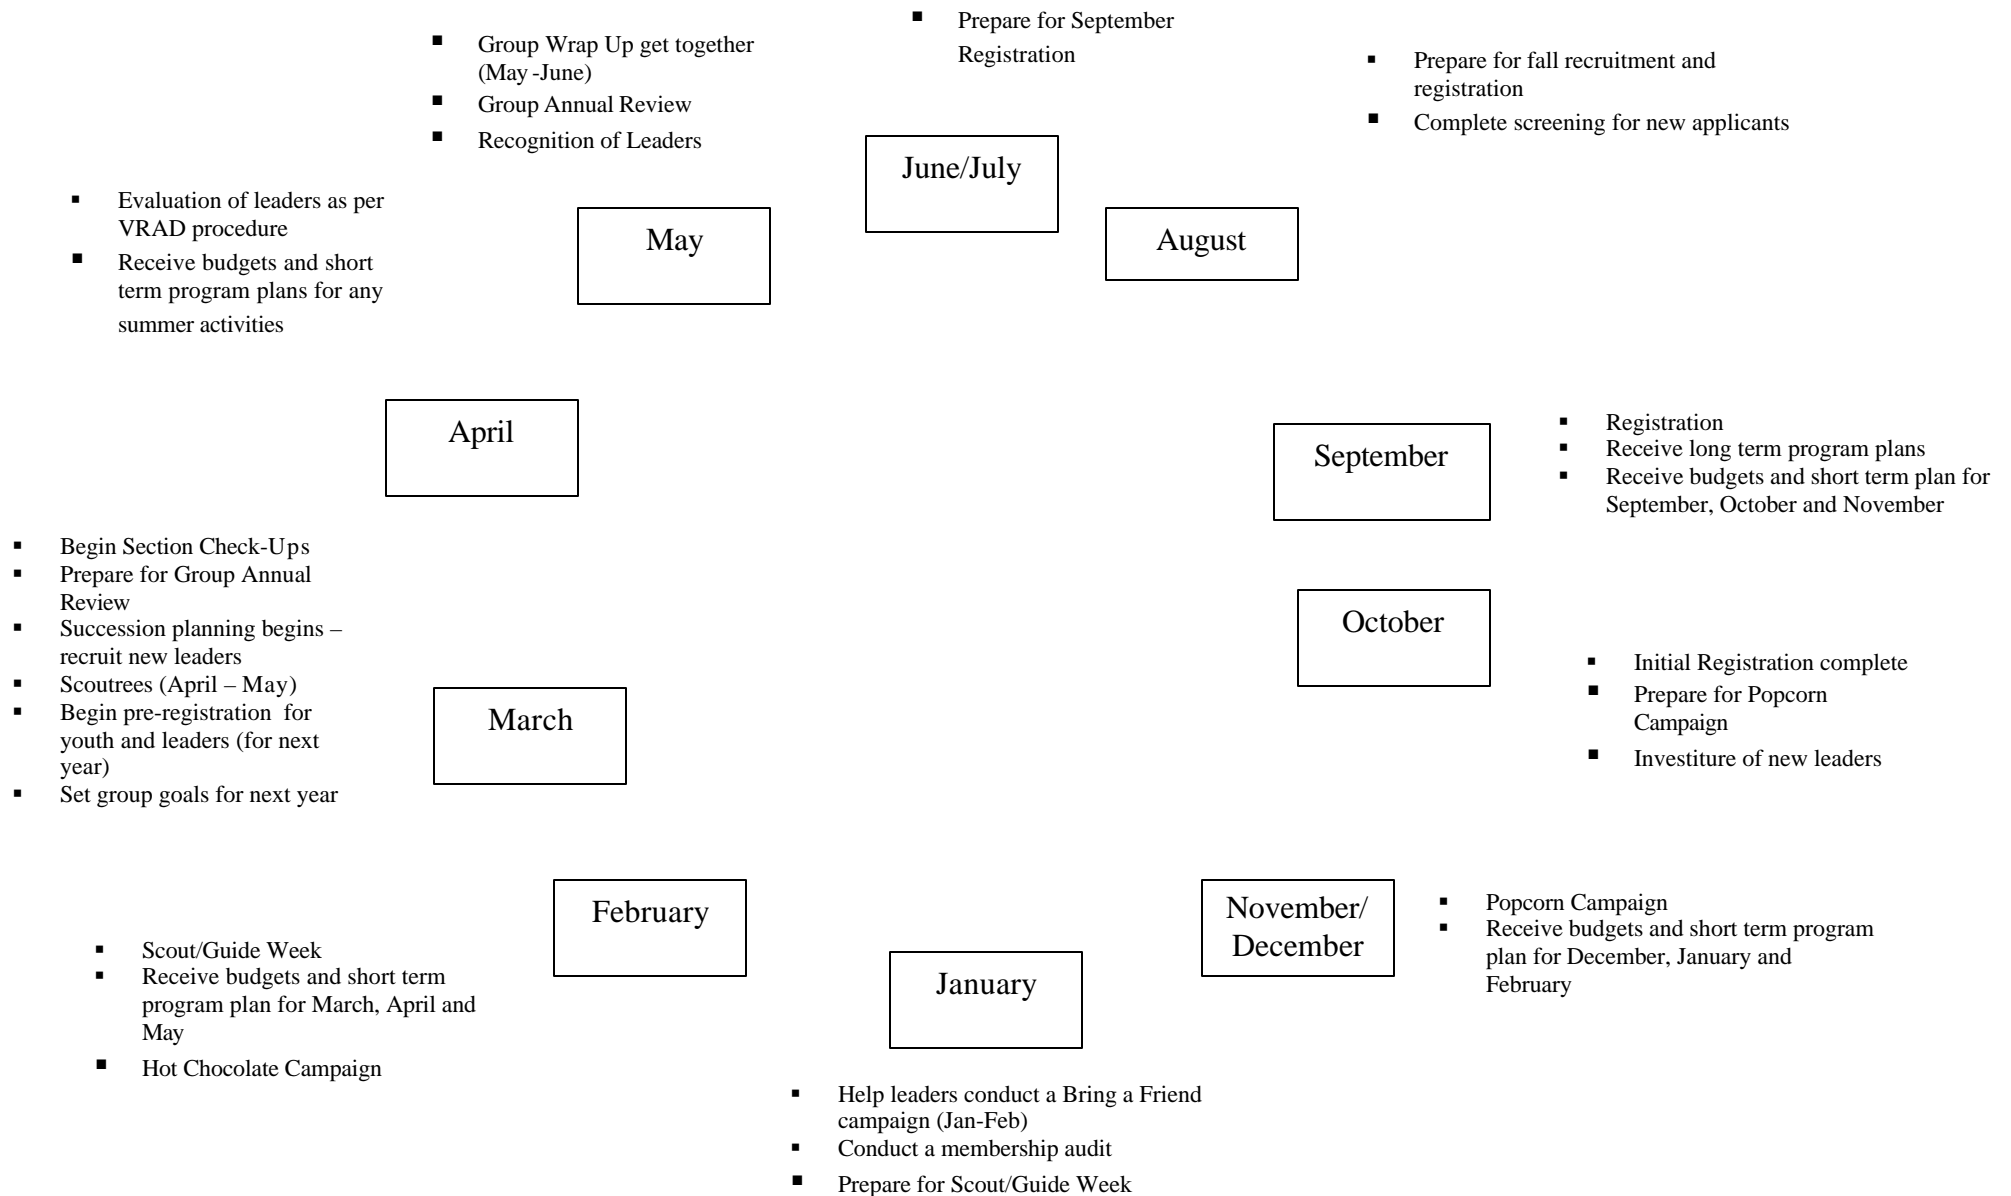 ▪ Prepare for September
Registration
▪ Group Wrap Up get together
(May -June)
▪ Group Annual Review
▪ Recognition of Leaders
▪ Prepare for fall recruitment and
registration
▪ Complete screening for new applicants
June/July
▪ Evaluation of leaders as per
VRAD procedure
▪ Receive budgets and short
term program plans for any
summer activities
May
August
April
September
▪ Registration
▪ Receive long term program plans
▪ Receive budgets and short term plan for
September, October and November
▪ Begin Section Check-Ups
▪ Prepare for Group Annual
Review
▪ Succession planning begins –
recruit new leaders
▪ Scoutrees (April – May)
▪ Begin pre-registration for
youth and leaders (for next
year)
▪ Set group goals for next year
October
▪ Initial Registration complete
▪ Prepare for Popcorn
Campaign
▪ Investiture of new leaders
March
February
▪ Scout/Guide Week
▪ Receive budgets and short term
program plan for March, April and
May
▪ Hot Chocolate Campaign
November/
December
▪ Popcorn Campaign
▪ Receive budgets and short term program
plan for December, January and
February
January
▪ Help leaders conduct a Bring a Friend
campaign (Jan-Feb)
▪ Conduct a membership audit
▪ Prepare for Scout/Guide Week